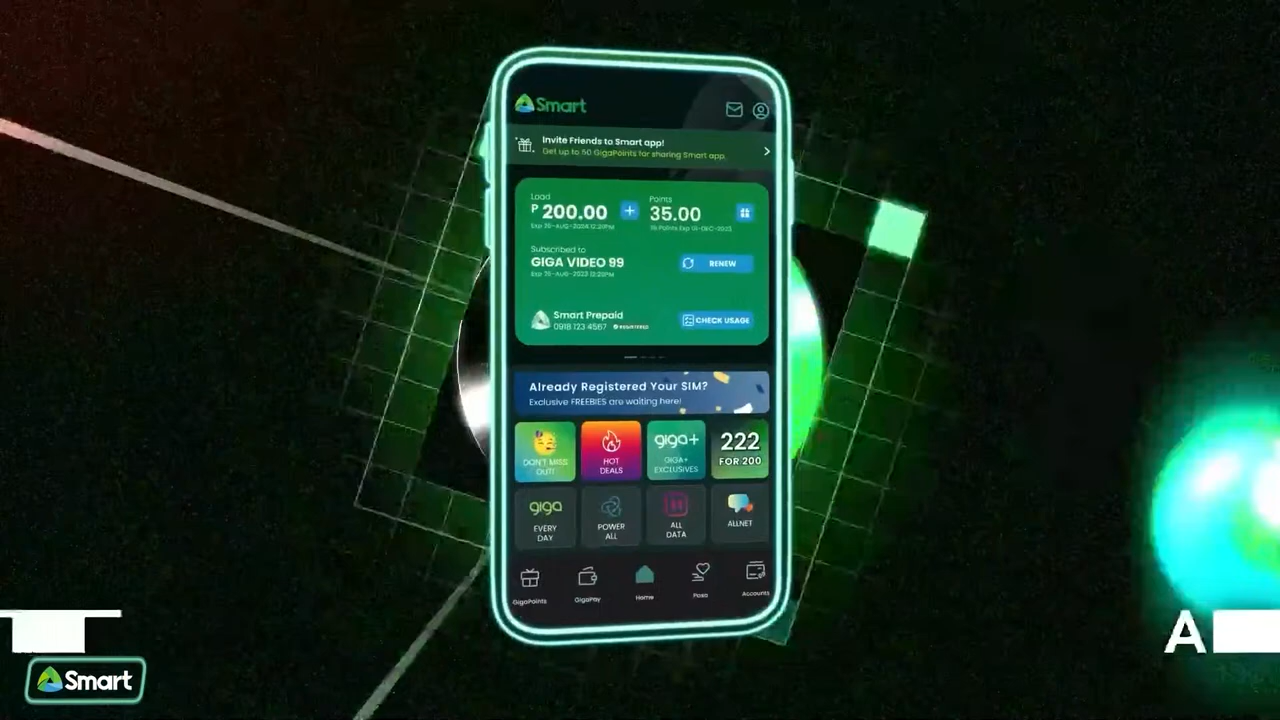 Smart
Invite Friends to Smart app!
Get up to 50 GigaPoints for sharing Smart app.
Load
₱ 200.00
Points
35.00
Subscribed to
GIGA VIDEO 99
RENEW
Smart Prepaid
0918 123 4567
REGISTERED
CHECK USAGE
Already Registered Your SIM?
Exclusive FREEBIES are waiting here!
DON'T MISS
OUT!
HOT
DEALS
giga+
GIGA+
EXCLUSIVES
222
FOR 200
giga
EVERY
DAY
POWER
ALL
ALL
DATA
ALLNET
GigaPoints
GigaPay
Home
Pasa
Accounts
A
Smart